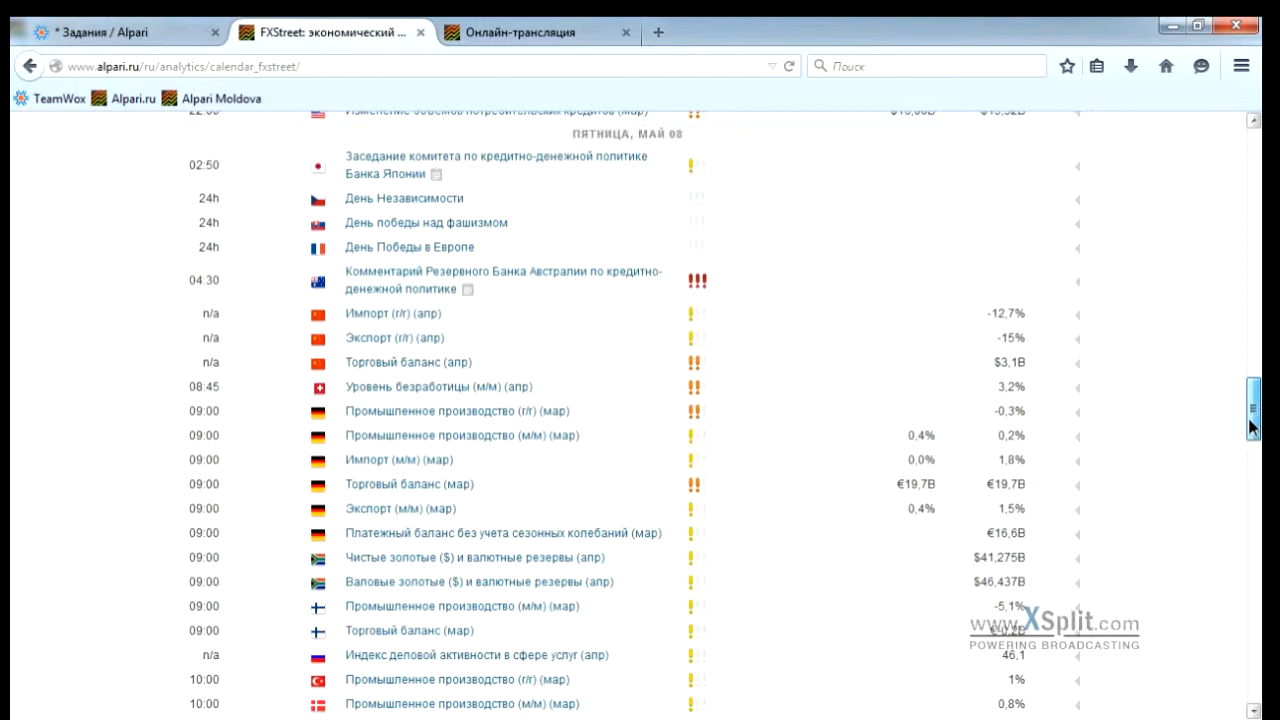 * Задания / Alpari
FXStreet: экономический ...
Онлайн-трансляция
www.alpari.ru/ru/analytics/calendar_fxstreet/
Поиск
TeamWox
Alpari.ru
Alpari Moldova
Изменение объемов потребительских кредитов (мар)
ПЯТНИЦА, МАЙ 08
02:50 Заседание комитета по кредитно-денежной политике
Банка Японии
24h День Независимости
24h День победы над фашизмом
24h День Победы в Европе
04:30 Комментарий Резервного Банка Австралии по кредитно-
денежной политике
n/a Импорт (г/г) (апр) -12,7%
n/a Экспорт (г/г) (апр) -15%
n/a Торговый баланс (апр) $3,1B
08:45 Уровень безработицы (м/м) (апр) 3,2%
09:00 Промышленное производство (г/г) (мар) -0,3%
09:00 Промышленное производство (м/м) (мар) 0,4% 0,2%
09:00 Импорт (м/м) (мар) 0,0% 1,8%
09:00 Торговый баланс (мар) €19,7B €19,7B
09:00 Экспорт (м/м) (мар) 0,4% 1,5%
09:00 Платежный баланс без учета сезонных колебаний (мар) €16,6B
09:00 Чистые золотые ($) и валютные резервы (апр) $41,275B
09:00 Валовые золотые ($) и валютные резервы (апр) $46,437B
09:00 Промышленное производство (м/м) (мар) -5,1%
09:00 Торговый баланс (мар)
www.XSplit.com
POWERING BROADCASTING
n/a Индекс деловой активности в сфере услуг (апр) 46,1
10:00 Промышленное производство (г/г) (мар) 1%
10:00 Промышленное производство (м/м) (мар) 0,8%